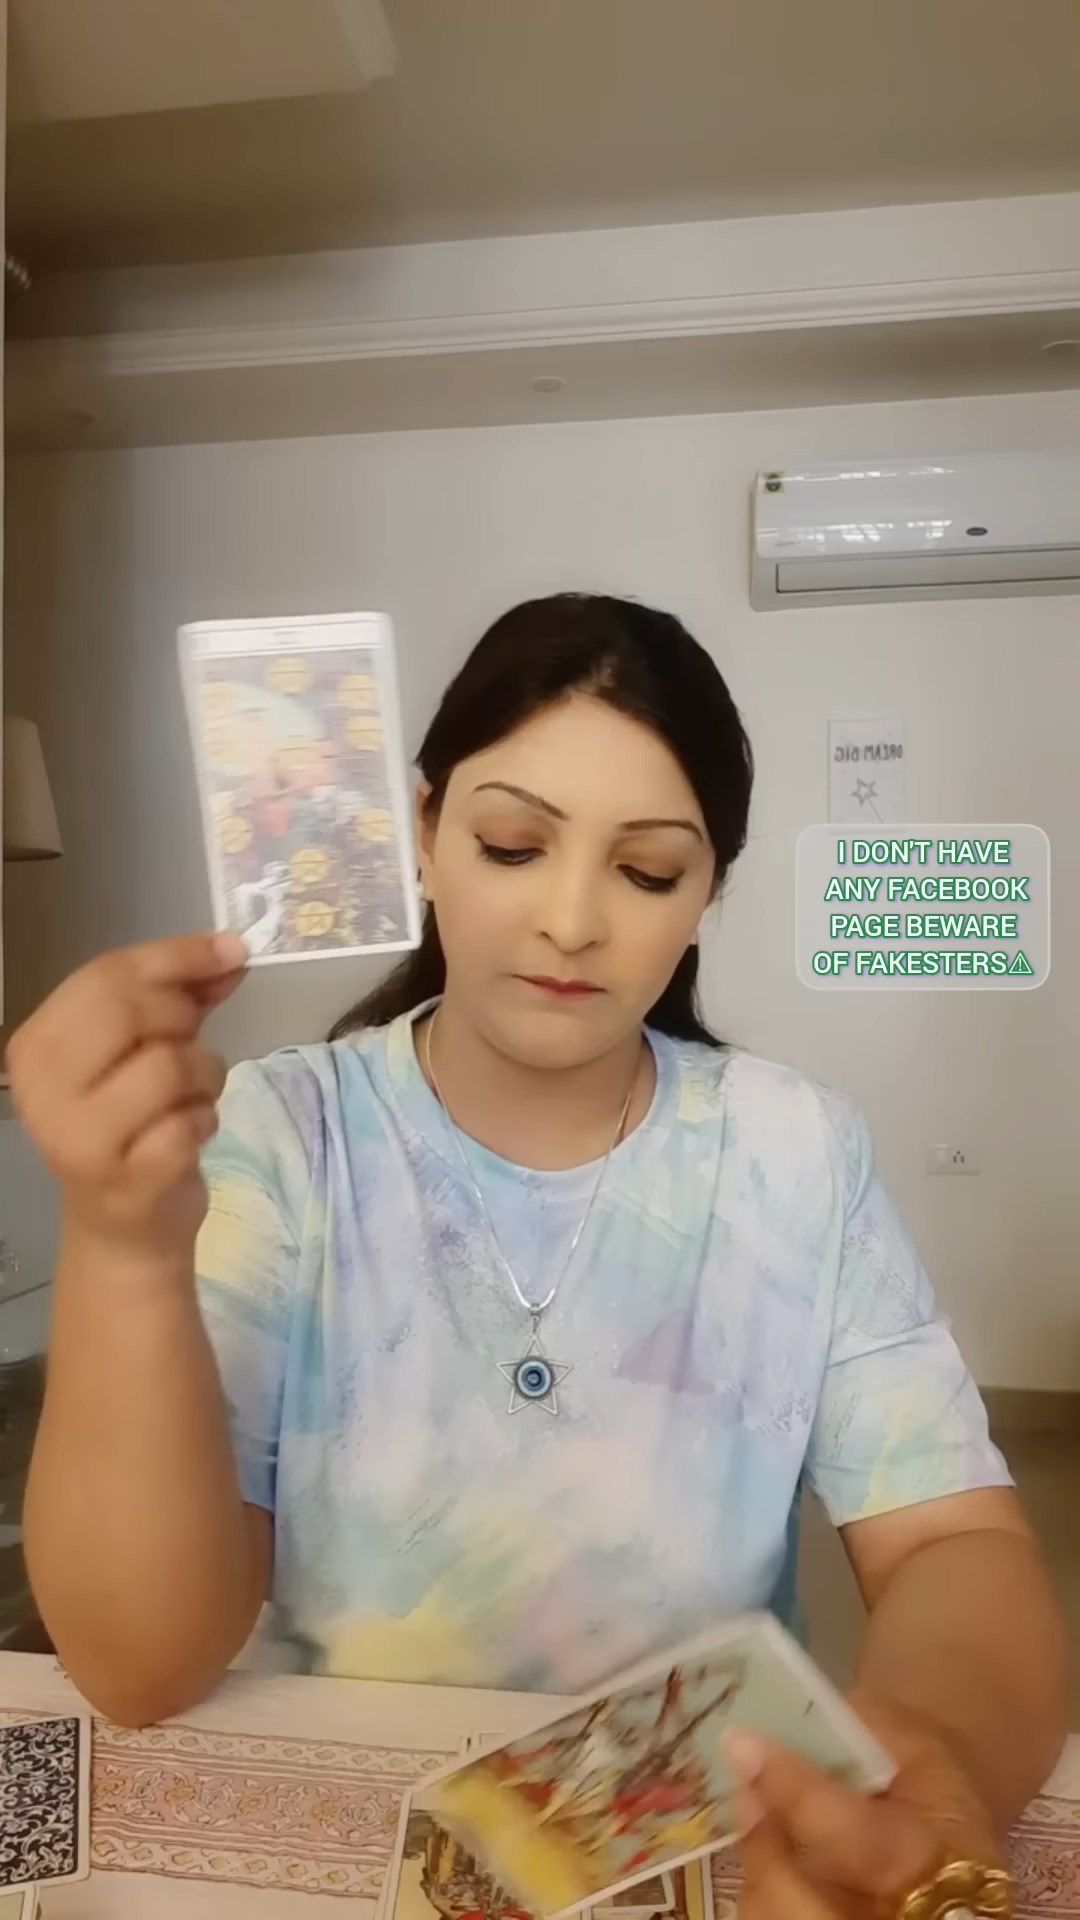 DREAM BIG
I DON'T HAVE
ANY FACEBOOK
PAGE BEWARE
OF FAKESTERS⚠